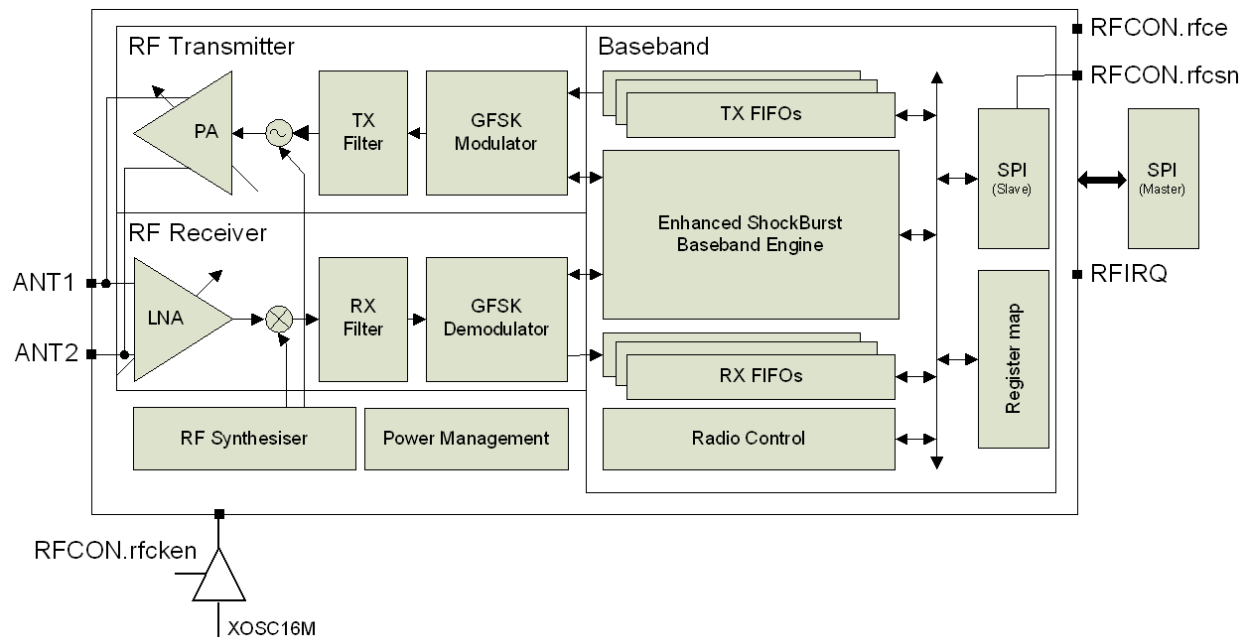 RF Transmitter
Baseband
RFCON.rfce
RFCON.rfcsn
PA
TX
Filter
GFSK
Modulator
TX FIFOs
SPI
(Slave)
SPI
(Master)
Enhanced ShockBurst
Baseband Engine
RF Receiver
ANT1
ANT2
LNA
RX
Filter
GFSK
Demodulator
RX FIFOs
RFIRQ
Register map
RF Synthesiser
Power Management
Radio Control
RFCON.rfcken
XOSC16M